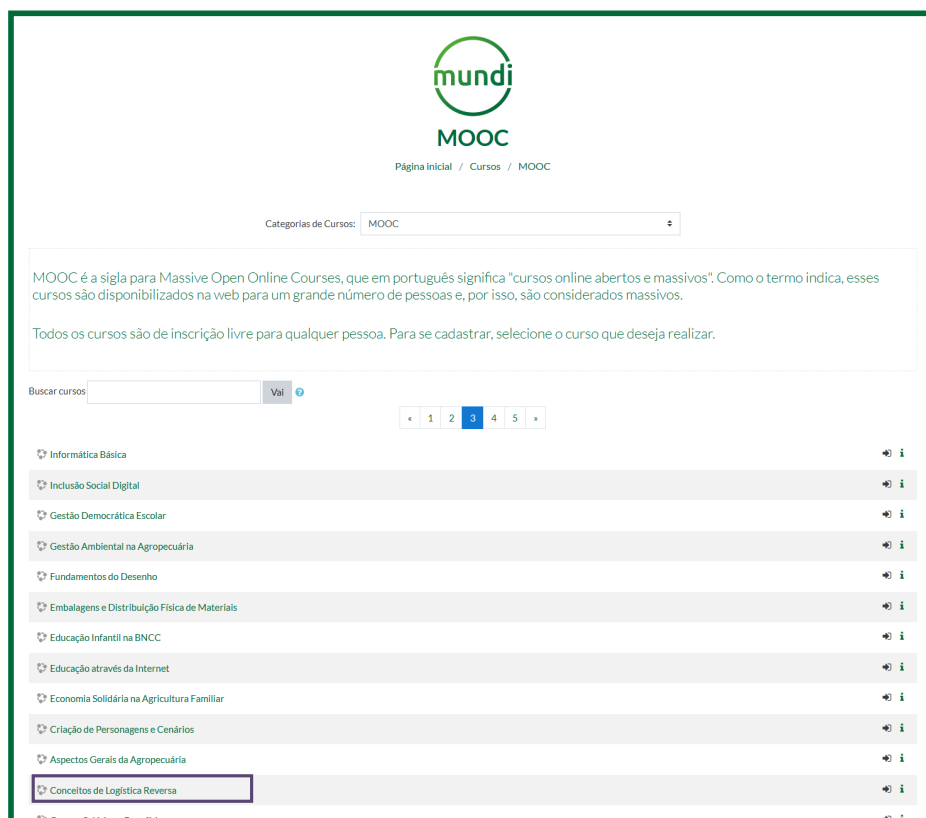 mundi
MOOC
Página inicial / Cursos / MOOC
Categorias de Cursos: MOOC
MOOC é a sigla para Massive Open Online Courses, que em português significa "cursos online abertos e massivos". Como o termo indica, esses
cursos são disponibilizados na web para um grande número de pessoas e, por isso, são considerados massivos.
Todos os cursos são de inscrição livre para qualquer pessoa. Para se cadastrar, selecione o curso que deseja realizar.
Buscar cursos Vai
« 1 2 3 4 5 »
Informática Básica
Inclusão Social Digital
Gestão Democrática Escolar
Gestão Ambiental na Agropecuária
Fundamentos do Desenho
Embalagens e Distribuição Física de Materiais
Educação Infantil na BNCC
Educação através da Internet
Economia Solidária na Agricultura Familiar
Criação de Personagens e Cenários
Aspectos Gerais da Agropecuária
Conceitos de Logística Reversa